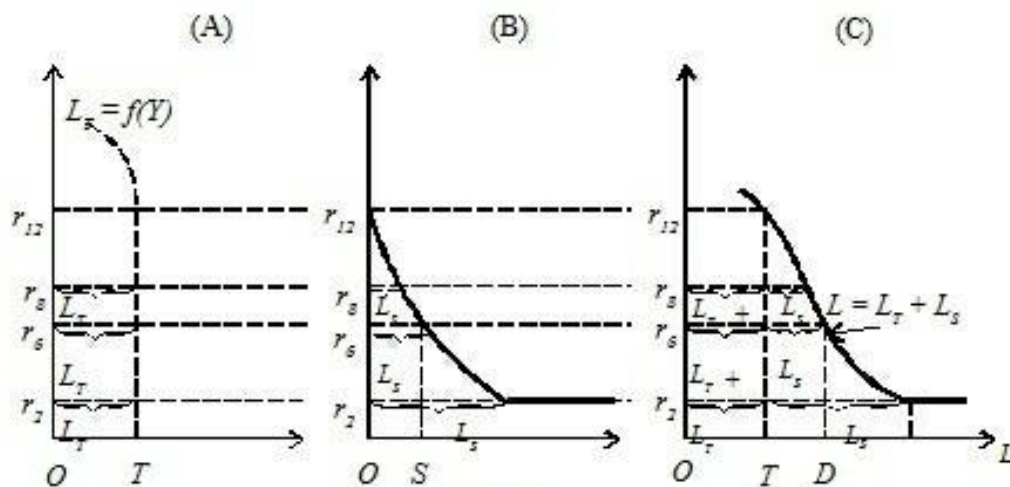 (A) (B) (C)
L_s = f(Y)
r_12 r_12 r_12
r_8 L_T r_8 L_s r_8 L_T + L_s L = L_T + L_S
r_6 r_6 r_6
L_T L_s L_T + L_s
r_2 r_2 r_2
L_T L_s L_T L_s L
O T O S O T D